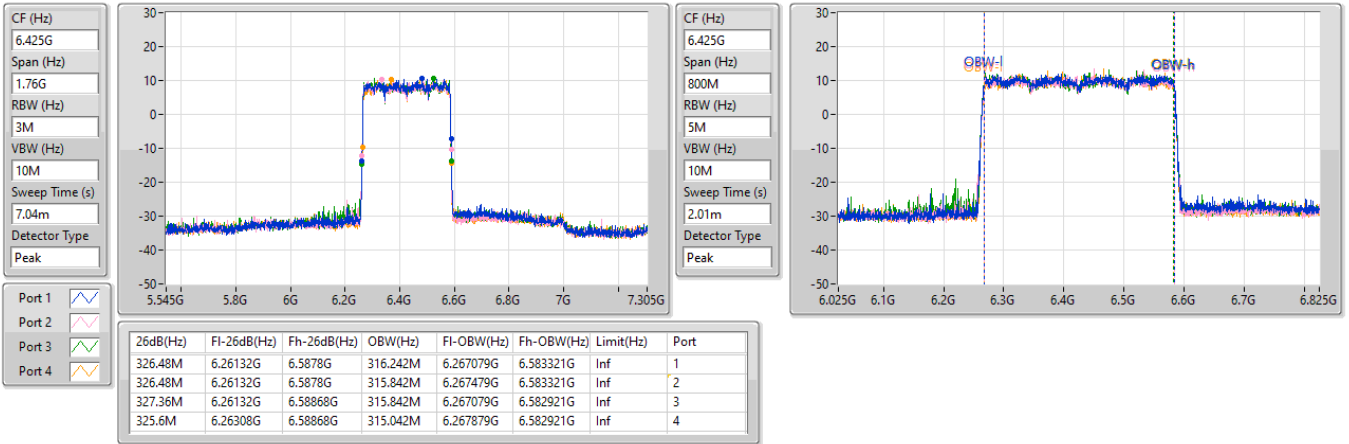 CF (Hz)
6.425G
Span (Hz)
1.76G
RBW (Hz)
3M
VBW (Hz)
10M
Sweep Time (s)
7.04m
Detector Type
Peak
30-
20-
10-
0-
-10-
-20-
-30-
-40-
-50-
5.545G 5.8G 6G 6.2G 6.4G 6.6G 6.8G 7G 7.305G
CF (Hz)
6.425G
Span (Hz)
800M
RBW (Hz)
5M
VBW (Hz)
10M
Sweep Time (s)
2.01m
Detector Type
Peak
30-
20-
10-
0-
-10-
-20-
-30-
-40-
-50-
OBW-l OBW-h
6.025G 6.1G 6.2G 6.3G 6.4G 6.5G 6.6G 6.7G 6.825G
Port 1
Port 2
Port 3
Port 4
26dB(Hz) Fl-26dB(Hz) Fh-26dB(Hz) OBW(Hz) Fl-OBW(Hz) Fh-OBW(Hz) Limit(Hz) Port
326.48M 6.26132G 6.5878G 316.242M 6.267079G 6.583321G Inf 1
326.48M 6.26132G 6.5878G 315.842M 6.267479G 6.583321G Inf 2
327.36M 6.26132G 6.58868G 315.842M 6.267079G 6.582921G Inf 3
325.6M 6.26308G 6.58868G 315.042M 6.267879G 6.582921G Inf 4